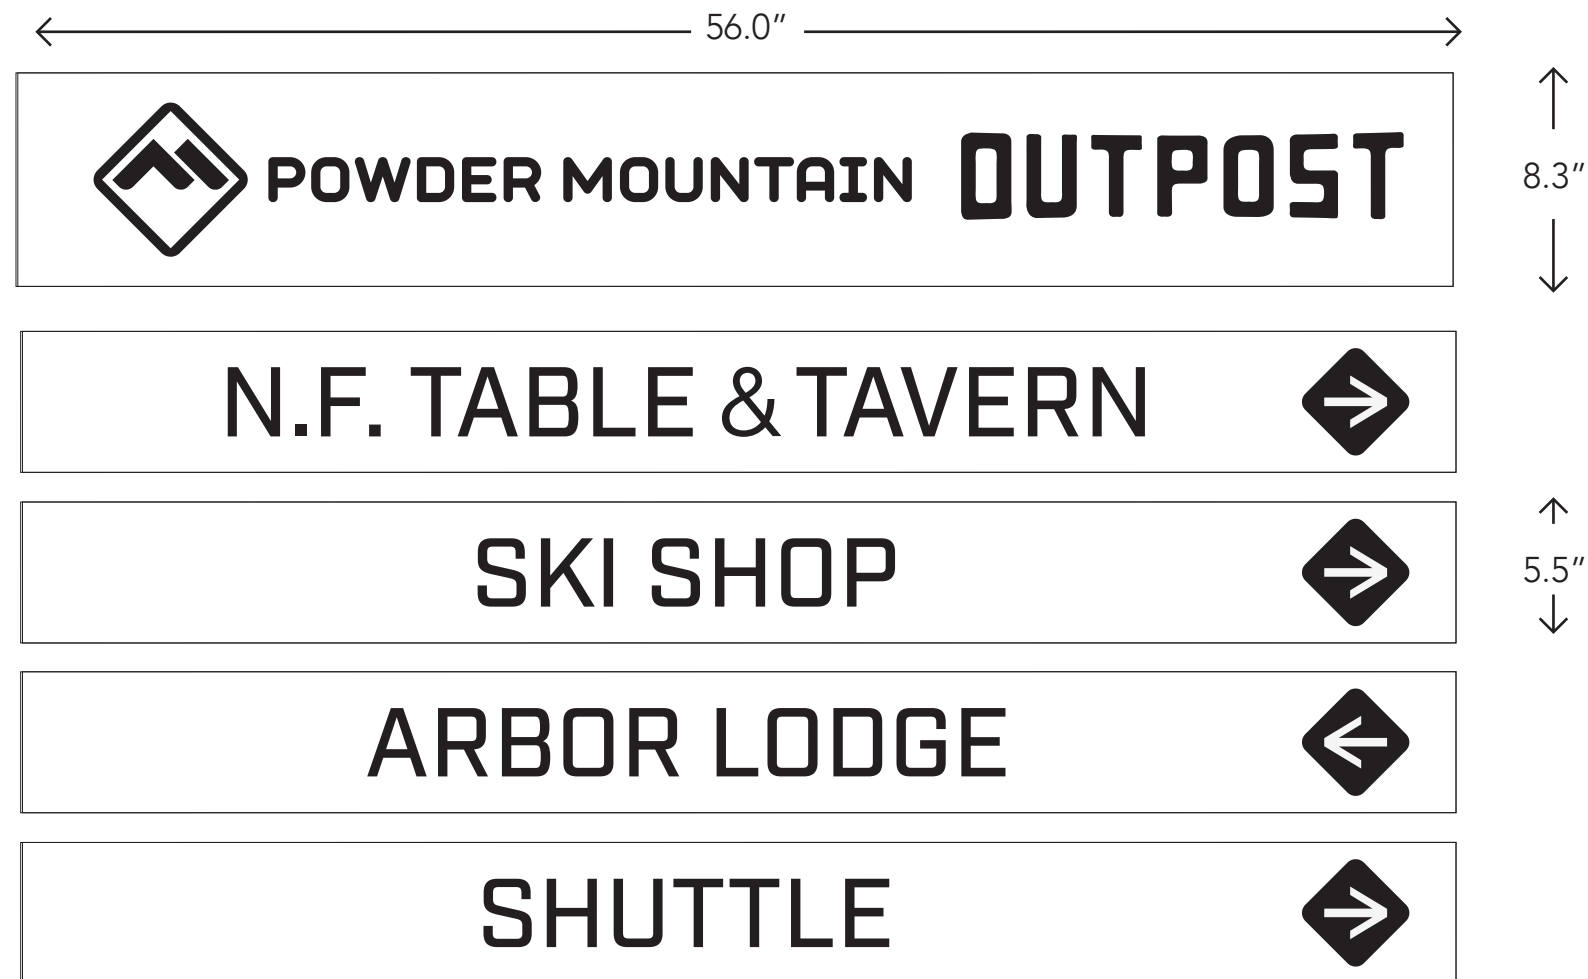 56.0"
POWDER MOUNTAIN OUTPOST
8.3"
N.F. TABLE & TAVERN
SKI SHOP
5.5"
ARBOR LODGE
SHUTTLE